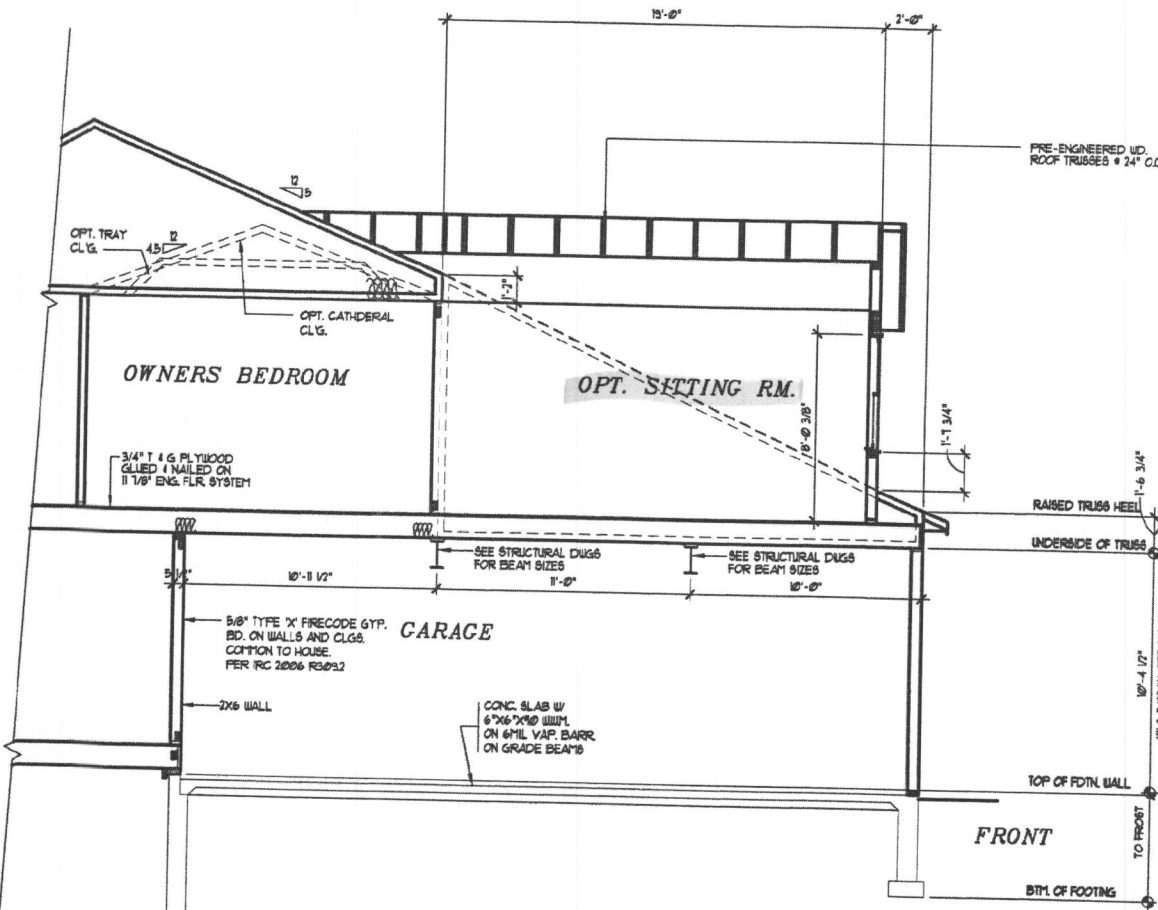 19'-0"
2'-0"
PRE-ENGINEERED WD.
ROOF TRUSSES @ 24" O.C
12
5
OPT. TRAY
CL'G.
12
4.5
1'-2"
OPT. CATHDERAL
CL'G.
OWNERS BEDROOM
OPT. SITTING RM.
8'-0 3/8"
1'-7 3/4"
3/4" T & G PLYWOOD
GLUED & NAILED ON
11 7/8" ENG. FLR. SYSTEM
1'-6 3/4"
RAISED TRUSS HEEL
UNDERSIDE OF TRUSS
SEE STRUCTURAL DWGS
FOR BEAM SIZES
SEE STRUCTURAL DWGS
FOR BEAM SIZES
5 1/2"
10'-11 1/2"
11'-0"
10'-0"
5/8" TYPE 'X' FIRECODE GYP.
BD. ON WALLS AND CLGS.
COMMON TO HOUSE.
PER IRC 2006 R309.2
GARAGE
10'-4 1/2"
2X6 WALL
CONC. SLAB W/
6"X6"X10 WWM.
ON 6MIL VAP. BARR.
ON GRADE BEAMS
TOP OF FDTN. WALL
FRONT
TO FROST
BTM. OF FOOTING